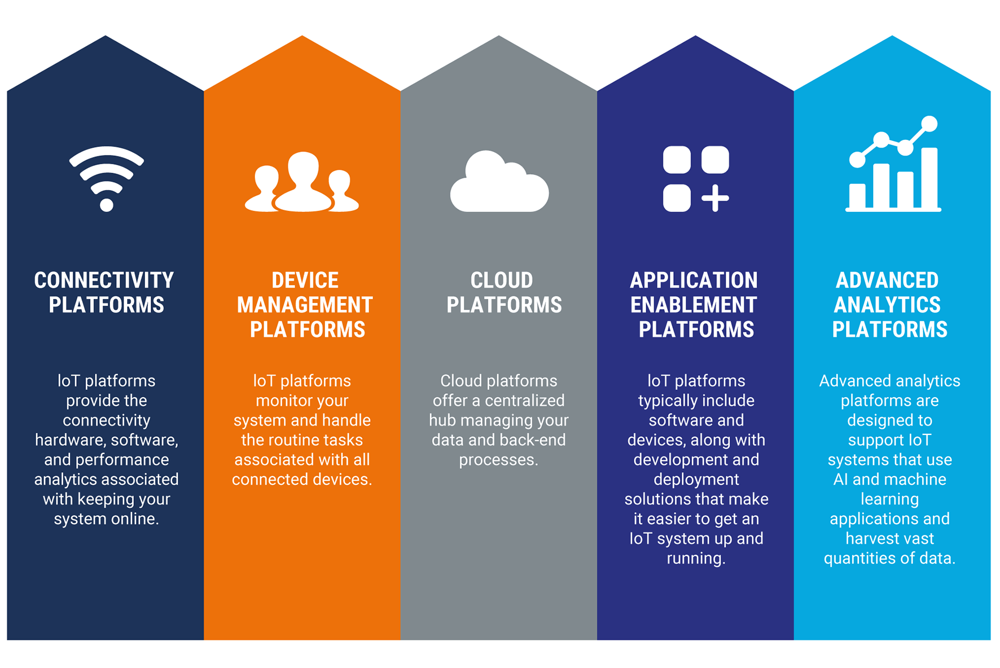 CONNECTIVITY
PLATFORMS
IoT platforms
provide the
connectivity
hardware, software,
and performance
analytics associated
with keeping your
system online.
DEVICE
MANAGEMENT
PLATFORMS
IoT platforms
monitor your
system and handle
the routine tasks
associated with all
connected devices.
CLOUD
PLATFORMS
Cloud platforms
offer a centralized
hub managing your
data and back-end
processes.
APPLICATION
ENABLEMENT
PLATFORMS
IoT platforms
typically include
software and
devices, along with
development and
deployment
solutions that make
it easier to get an
IoT system up and
running.
ADVANCED
ANALYTICS
PLATFORMS
Advanced analytics
platforms are
designed to
support IoT
systems that use
AI and machine
learning
applications and
harvest vast
quantities of data.